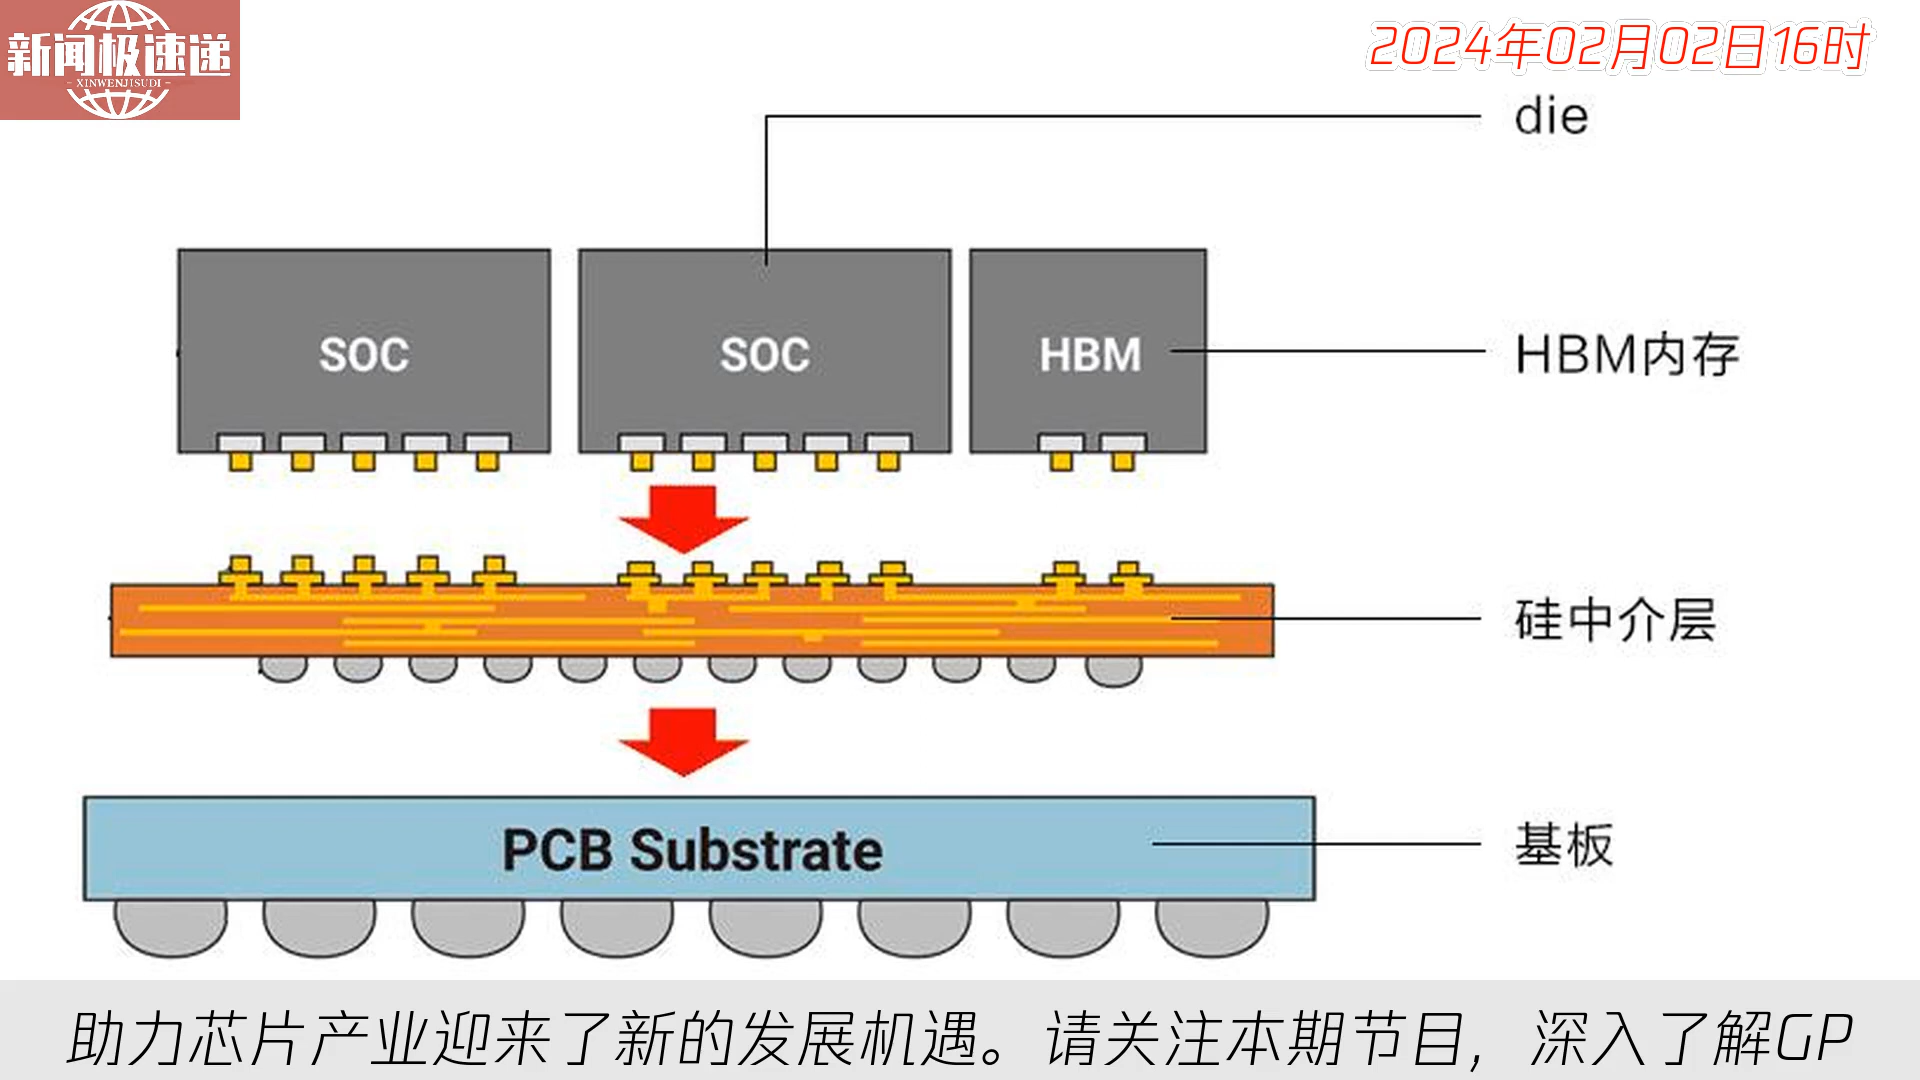 新闻极速递
XINWENJISUDI
2024年02月02日16时
die
SOC
SOC
HBM
HBM内存
硅中介层
PCB Substrate
基板
助力芯片产业迎来了新的发展机遇。请关注本期节目，深入了解GP